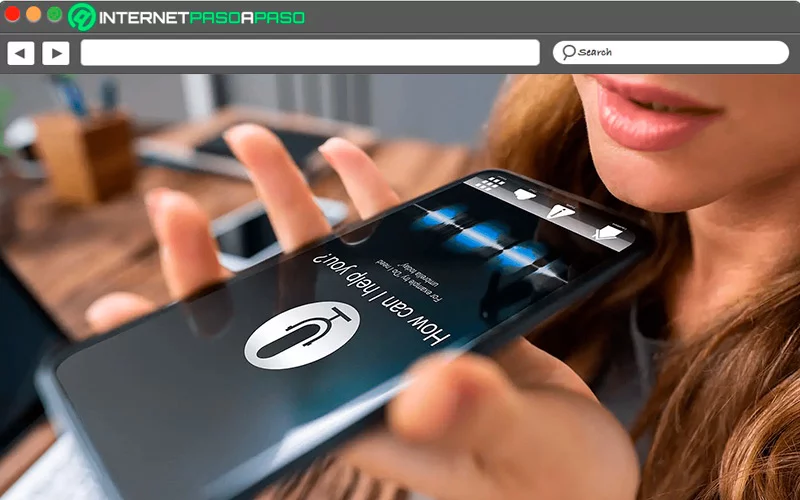 INTERNETPASOAPASO
Search
How can I help you?
For example try "Do I need
umbrella today"